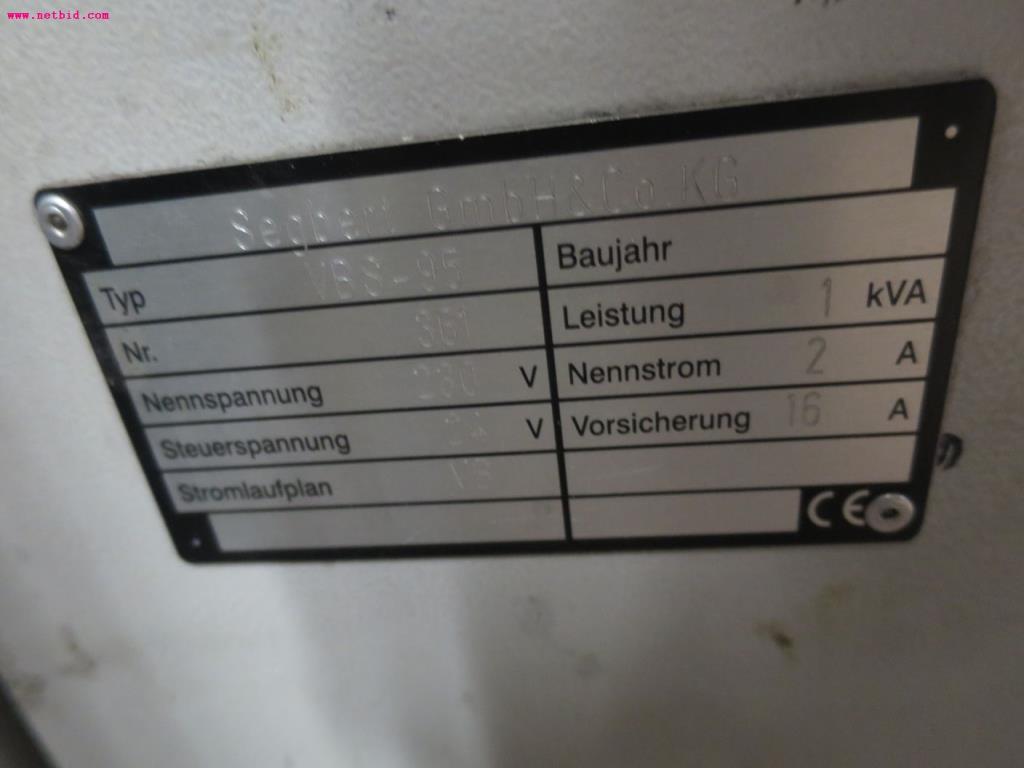 www.netbid.com
Segbert GmbH&Co.KG
Typ VBS-95
Baujahr
Nr. 361
Leistung 1 kVA
Nennspannung 230 V
Nennstrom 2 A
Steuerspannung 24 V
Vorsicherung 16 A
Stromlaufplan
CE